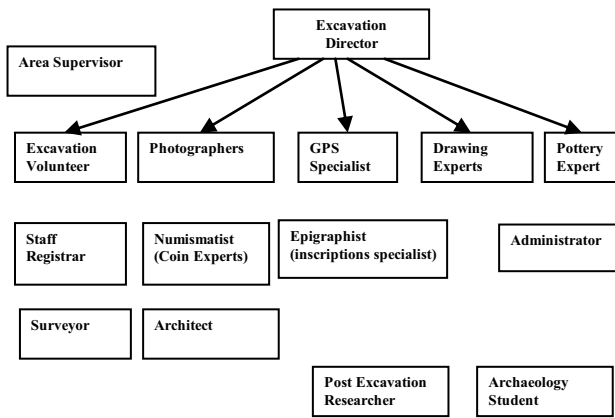 Excavation
Director
Area Supervisor
Excavation
Volunteer
Photographers
GPS
Specialist
Drawing
Experts
Pottery
Expert
Staff
Registrar
Numismatist
(Coin Experts)
Epigraphist
(inscriptions specialist)
Administrator
Surveyor
Architect
Post Excavation
Researcher
Archaeology
Student